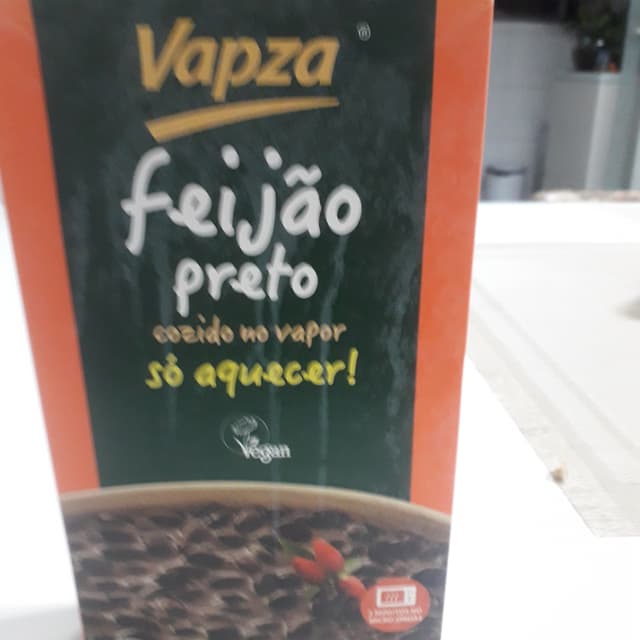 Vapza
®
feijão
preto
cozido no vapor
só aquecer!
Vegan